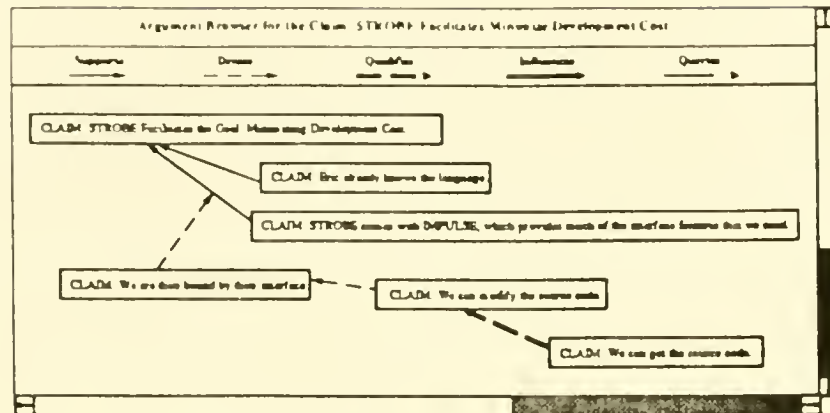 Argument Browser for the Claim: STROBE Facilitates Minimize Development Cost
Supports Denies Qualifies Influences Queries
CLAIM: STROBE Facilitates the Goal: Minimizing Development Cost.
CLAIM: Eric already knows the language.
CLAIM: STROBE comes with IMPULSE, which provides much of the interface features that we need.
CLAIM: We are then bound by their interface.
CLAIM: We can modify the source code.
CLAIM: We can get the source code.